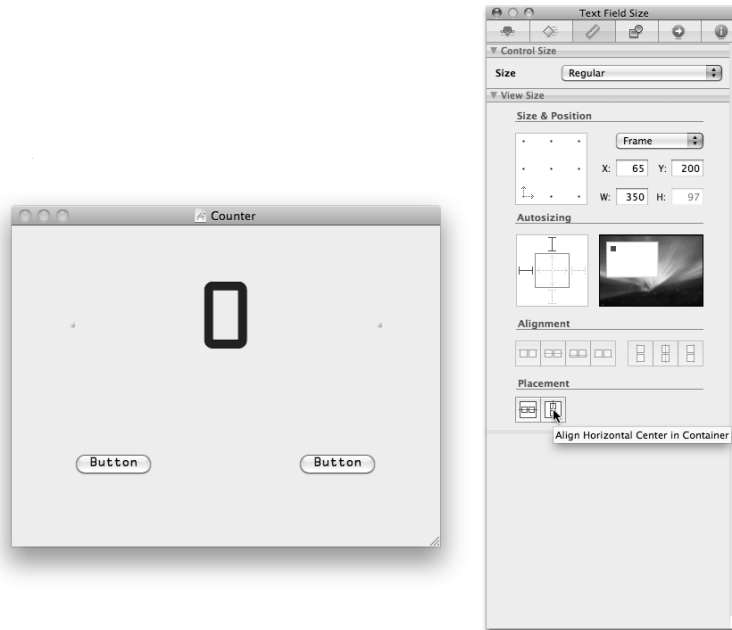 Text Field Size
Control Size
Size Regular
View Size
Size & Position
Frame
X: 65 Y: 200
W: 350 H: 97
Autosizing
Alignment
Placement
Align Horizontal Center in Container
Counter
0
Button Button